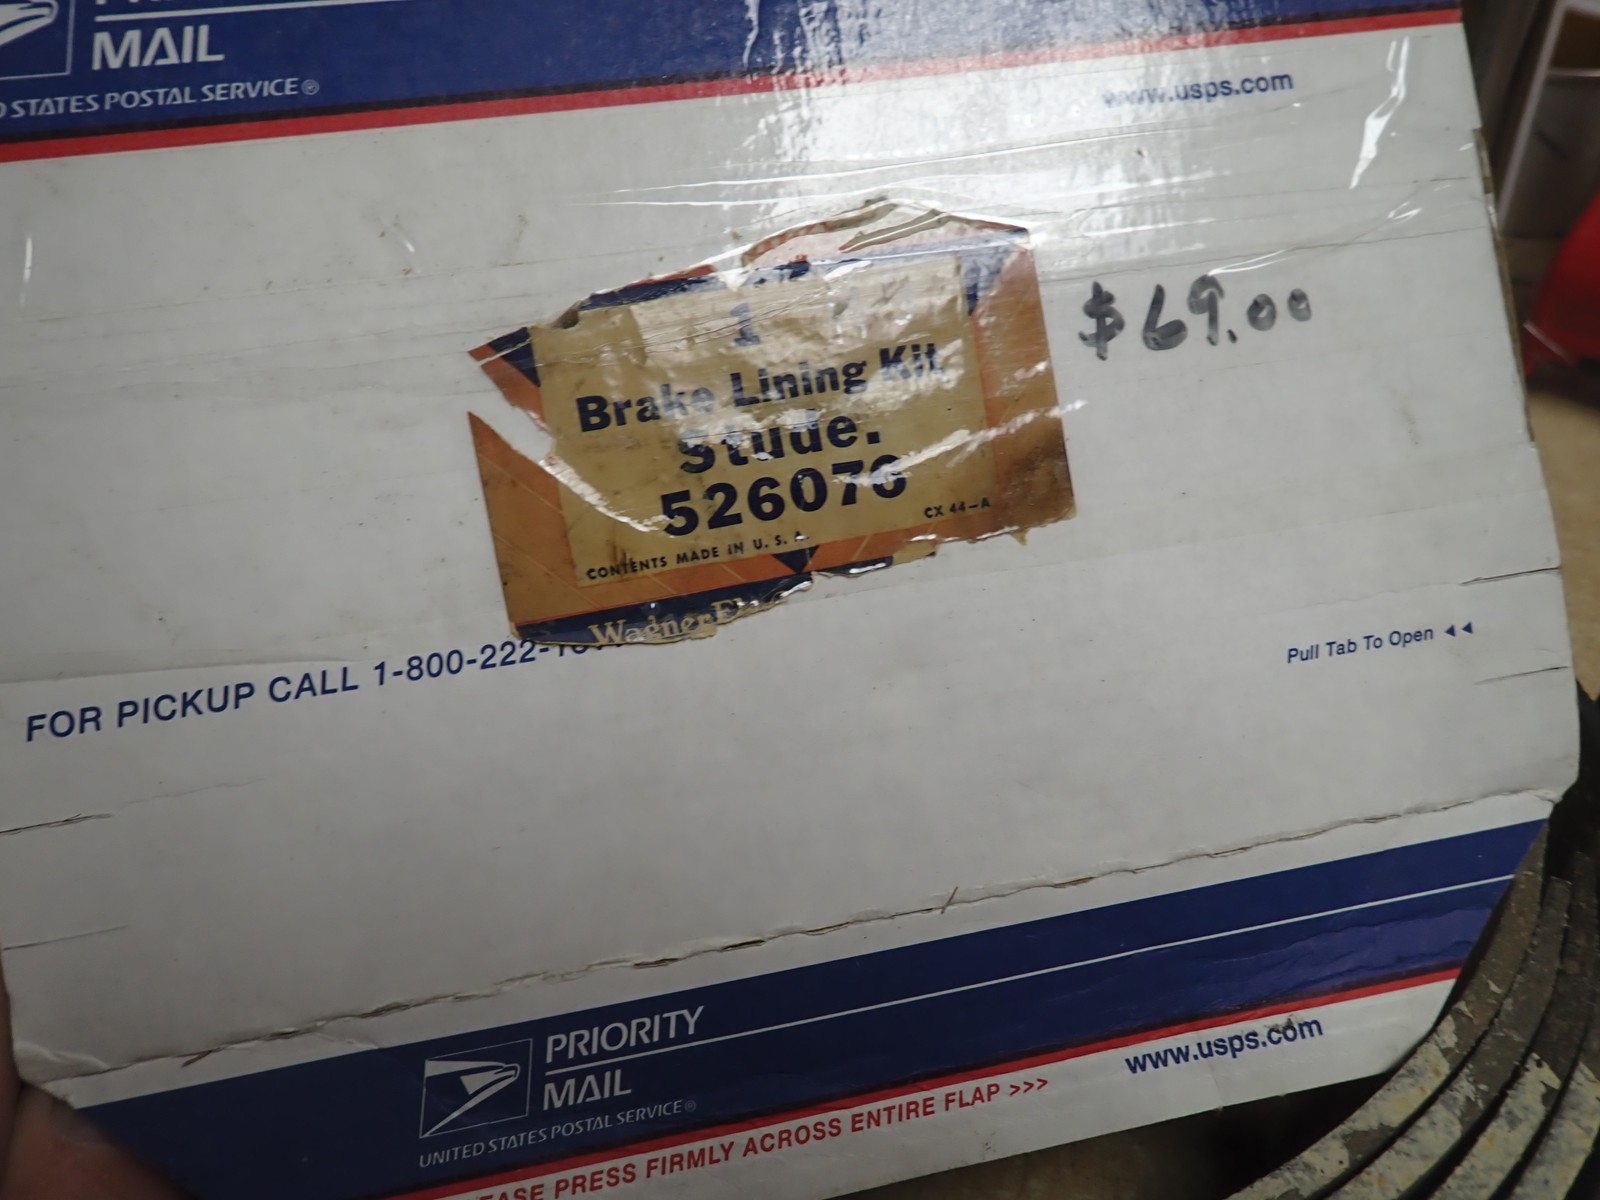 MAIL
STATES POSTAL SERVICE®
www.usps.com
1
Brake Lining Kit
Stude.
526076
CX 44-A
CONTENTS MADE IN U. S. A.
$69.00
FOR PICKUP CALL 1-800-222-
Pull Tab To Open
PRIORITY
MAIL
UNITED STATES POSTAL SERVICE®
www.usps.com
PRESS FIRMLY ACROSS ENTIRE FLAP >>>